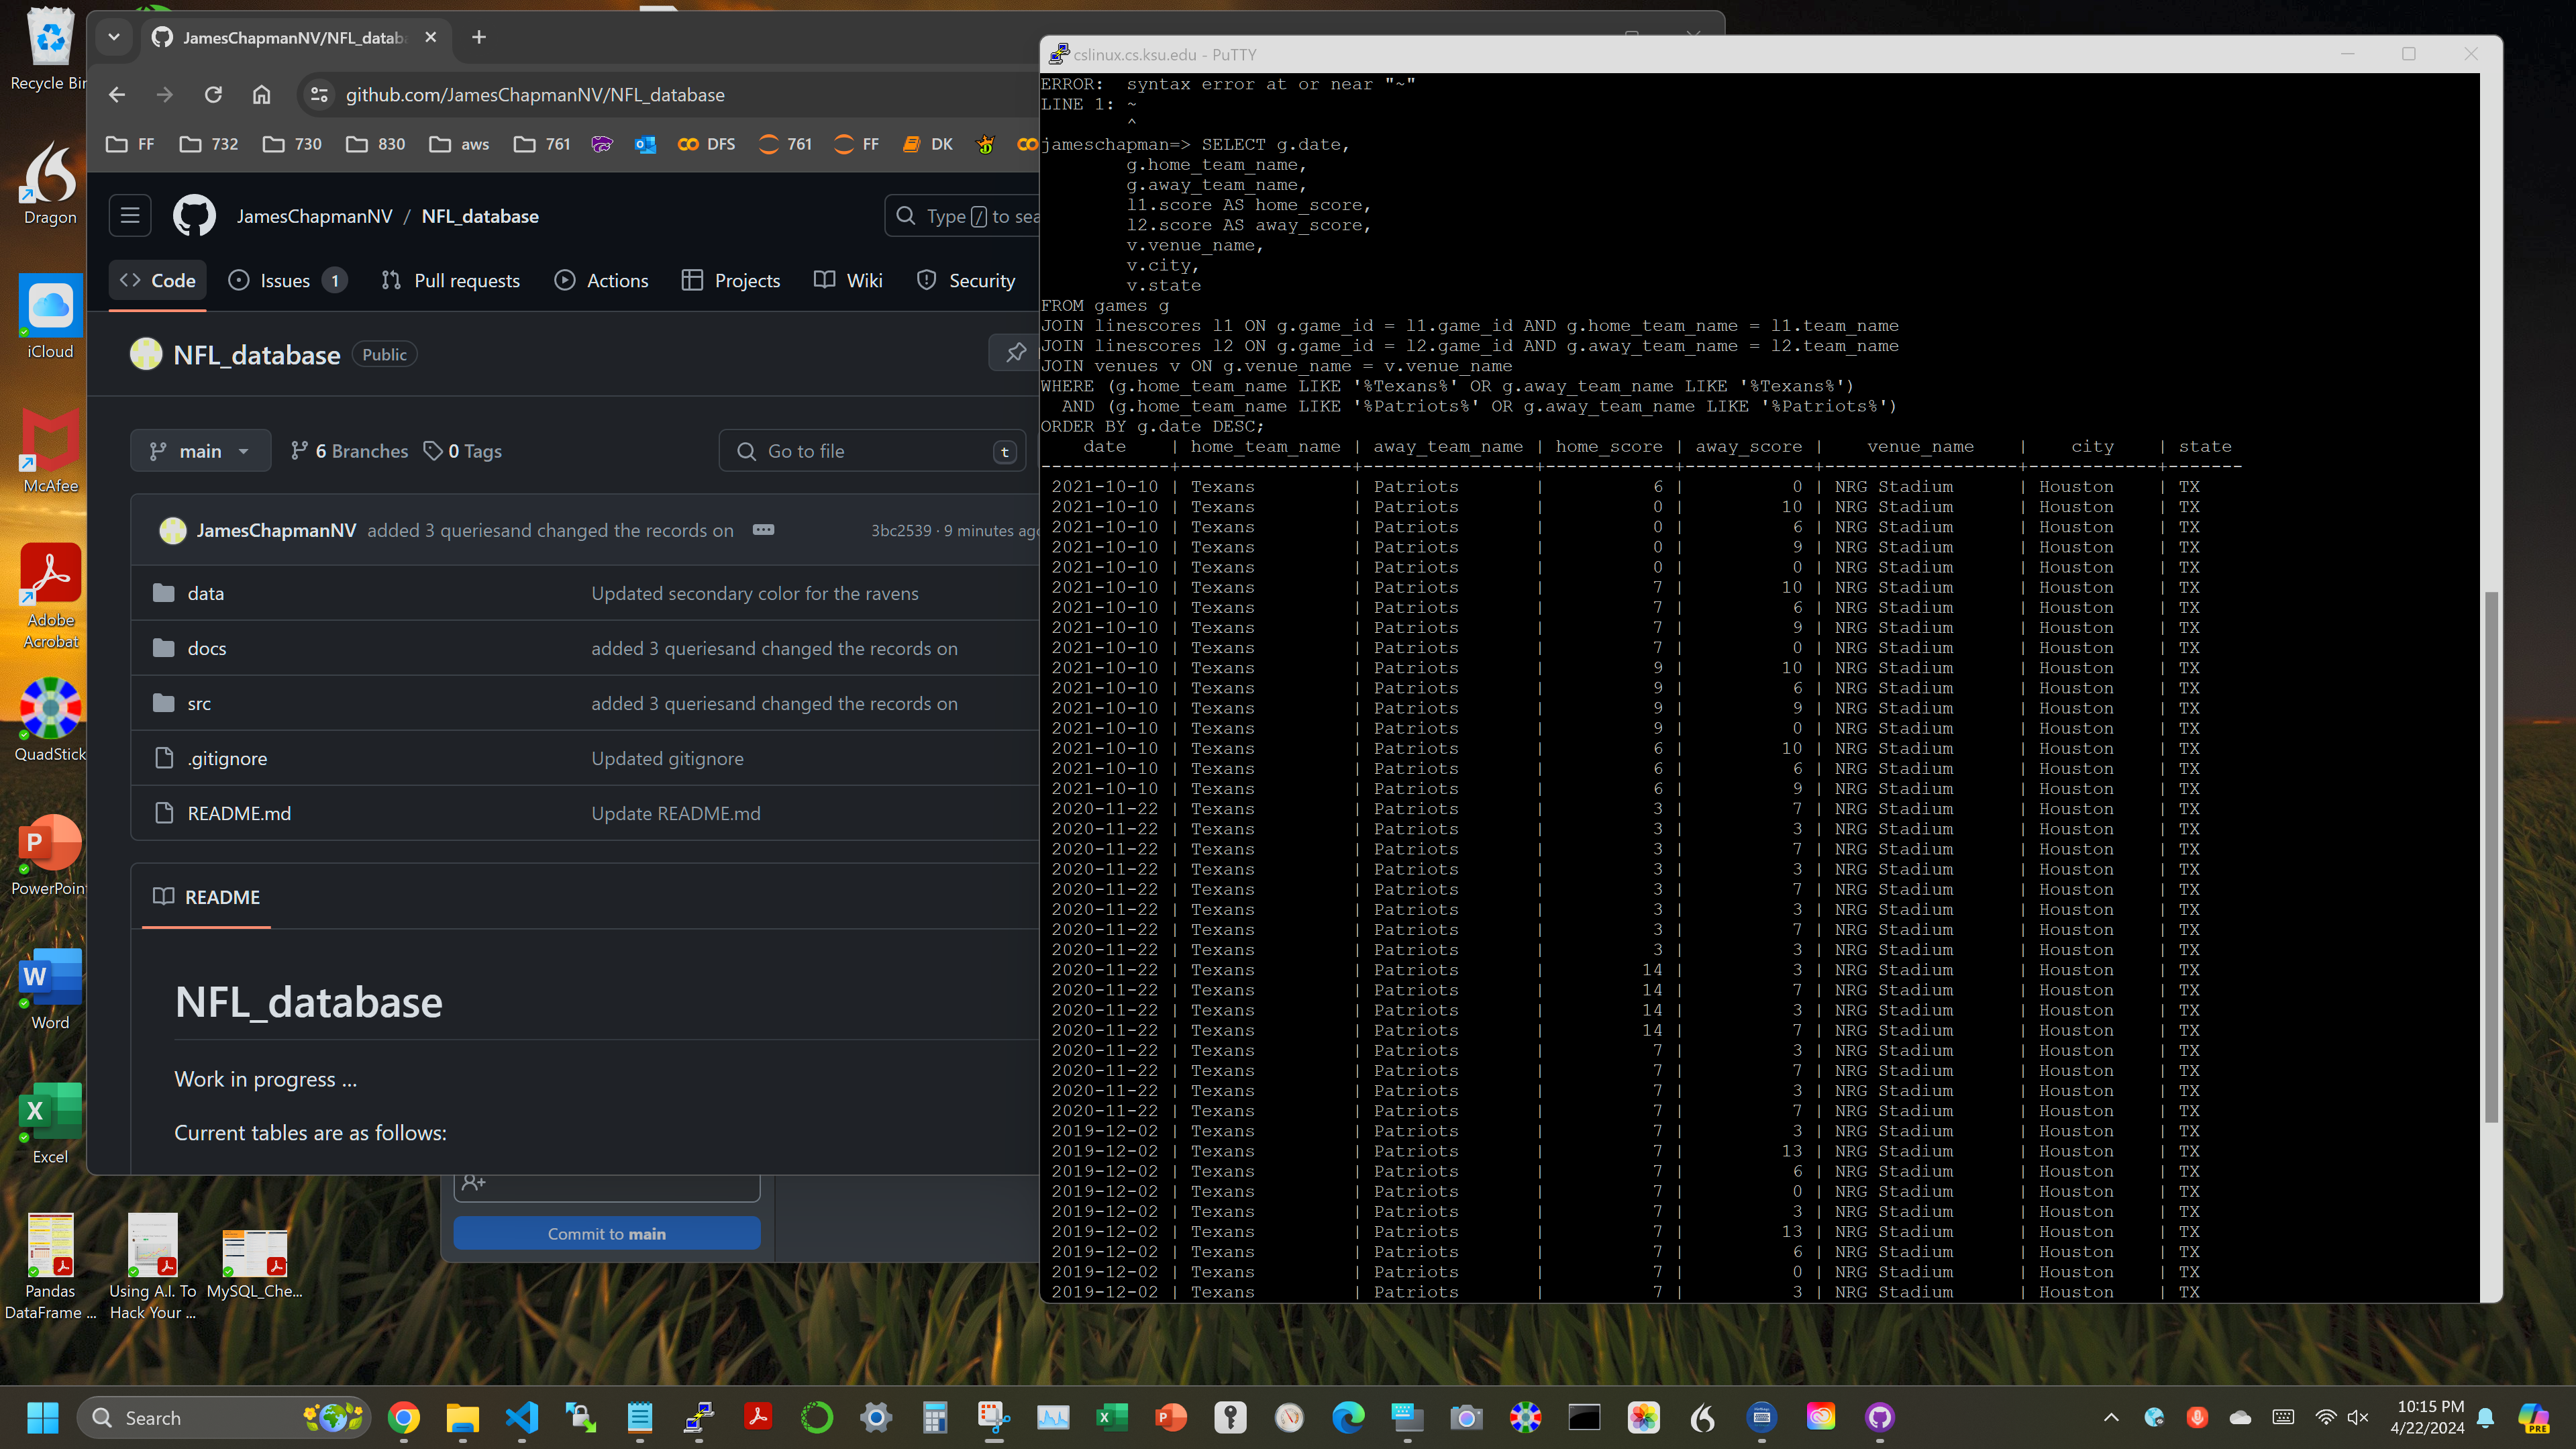 Recycle Bin
Dragon
iCloud
McAfee
Adobe
Acrobat
QuadStick
PowerPoint
Word
Excel
Pandas
DataFrame ...
Using A.I. To
Hack Your ...
MySQL_Che...
JamesChapmanNV/NFL_datab
github.com/JamesChapmanNV/NFL_database
FF
732
730
830
aws
761
DFS
761
FF
DK
JamesChapmanNV / NFL_database
Type / to sea
Code
Issues 1
Pull requests
Actions
Projects
Wiki
Security
NFL_database Public
main
6 Branches
0 Tags
Go to file t
JamesChapmanNV added 3 queriesand changed the records on 3bc2539 · 9 minutes ago
data Updated secondary color for the ravens
docs added 3 queriesand changed the records on
src added 3 queriesand changed the records on
.gitignore Updated gitignore
README.md Update README.md
README
NFL_database
Work in progress ...
Current tables are as follows:
Commit to main
cslinux.cs.ksu.edu - PuTTY
ERROR:  syntax error at or near "~"
LINE 1: ~
        ^
jameschapman=> SELECT g.date,
        g.home_team_name,
        g.away_team_name,
        l1.score AS home_score,
        l2.score AS away_score,
        v.venue_name,
        v.city,
        v.state
FROM games g
JOIN linescores l1 ON g.game_id = l1.game_id AND g.home_team_name = l1.team_name
JOIN linescores l2 ON g.game_id = l2.game_id AND g.away_team_name = l2.team_name
JOIN venues v ON g.venue_name = v.venue_name
WHERE (g.home_team_name LIKE '%Texans%' OR g.away_team_name LIKE '%Texans%')
  AND (g.home_team_name LIKE '%Patriots%' OR g.away_team_name LIKE '%Patriots%')
ORDER BY g.date DESC;
date | home_team_name | away_team_name | home_score | away_score | venue_name | city | state
------------+----------------+----------------+------------+------------+------------------+------------+-------
2021-10-10 | Texans | Patriots | 6 | 0 | NRG Stadium | Houston | TX
2021-10-10 | Texans | Patriots | 0 | 10 | NRG Stadium | Houston | TX
2021-10-10 | Texans | Patriots | 0 | 6 | NRG Stadium | Houston | TX
2021-10-10 | Texans | Patriots | 0 | 9 | NRG Stadium | Houston | TX
2021-10-10 | Texans | Patriots | 0 | 0 | NRG Stadium | Houston | TX
2021-10-10 | Texans | Patriots | 7 | 10 | NRG Stadium | Houston | TX
2021-10-10 | Texans | Patriots | 7 | 6 | NRG Stadium | Houston | TX
2021-10-10 | Texans | Patriots | 7 | 9 | NRG Stadium | Houston | TX
2021-10-10 | Texans | Patriots | 7 | 0 | NRG Stadium | Houston | TX
2021-10-10 | Texans | Patriots | 9 | 10 | NRG Stadium | Houston | TX
2021-10-10 | Texans | Patriots | 9 | 6 | NRG Stadium | Houston | TX
2021-10-10 | Texans | Patriots | 9 | 9 | NRG Stadium | Houston | TX
2021-10-10 | Texans | Patriots | 9 | 0 | NRG Stadium | Houston | TX
2021-10-10 | Texans | Patriots | 6 | 10 | NRG Stadium | Houston | TX
2021-10-10 | Texans | Patriots | 6 | 6 | NRG Stadium | Houston | TX
2021-10-10 | Texans | Patriots | 6 | 9 | NRG Stadium | Houston | TX
2020-11-22 | Texans | Patriots | 3 | 7 | NRG Stadium | Houston | TX
2020-11-22 | Texans | Patriots | 3 | 3 | NRG Stadium | Houston | TX
2020-11-22 | Texans | Patriots | 3 | 7 | NRG Stadium | Houston | TX
2020-11-22 | Texans | Patriots | 3 | 3 | NRG Stadium | Houston | TX
2020-11-22 | Texans | Patriots | 3 | 7 | NRG Stadium | Houston | TX
2020-11-22 | Texans | Patriots | 3 | 3 | NRG Stadium | Houston | TX
2020-11-22 | Texans | Patriots | 3 | 7 | NRG Stadium | Houston | TX
2020-11-22 | Texans | Patriots | 3 | 3 | NRG Stadium | Houston | TX
2020-11-22 | Texans | Patriots | 14 | 3 | NRG Stadium | Houston | TX
2020-11-22 | Texans | Patriots | 14 | 7 | NRG Stadium | Houston | TX
2020-11-22 | Texans | Patriots | 14 | 3 | NRG Stadium | Houston | TX
2020-11-22 | Texans | Patriots | 14 | 7 | NRG Stadium | Houston | TX
2020-11-22 | Texans | Patriots | 7 | 3 | NRG Stadium | Houston | TX
2020-11-22 | Texans | Patriots | 7 | 7 | NRG Stadium | Houston | TX
2020-11-22 | Texans | Patriots | 7 | 3 | NRG Stadium | Houston | TX
2020-11-22 | Texans | Patriots | 7 | 7 | NRG Stadium | Houston | TX
2019-12-02 | Texans | Patriots | 7 | 3 | NRG Stadium | Houston | TX
2019-12-02 | Texans | Patriots | 7 | 13 | NRG Stadium | Houston | TX
2019-12-02 | Texans | Patriots | 7 | 6 | NRG Stadium | Houston | TX
2019-12-02 | Texans | Patriots | 7 | 0 | NRG Stadium | Houston | TX
2019-12-02 | Texans | Patriots | 7 | 3 | NRG Stadium | Houston | TX
2019-12-02 | Texans | Patriots | 7 | 13 | NRG Stadium | Houston | TX
2019-12-02 | Texans | Patriots | 7 | 6 | NRG Stadium | Houston | TX
2019-12-02 | Texans | Patriots | 7 | 0 | NRG Stadium | Houston | TX
2019-12-02 | Texans | Patriots | 7 | 3 | NRG Stadium | Houston | TX
Search
10:15 PM
4/22/2024
PRE